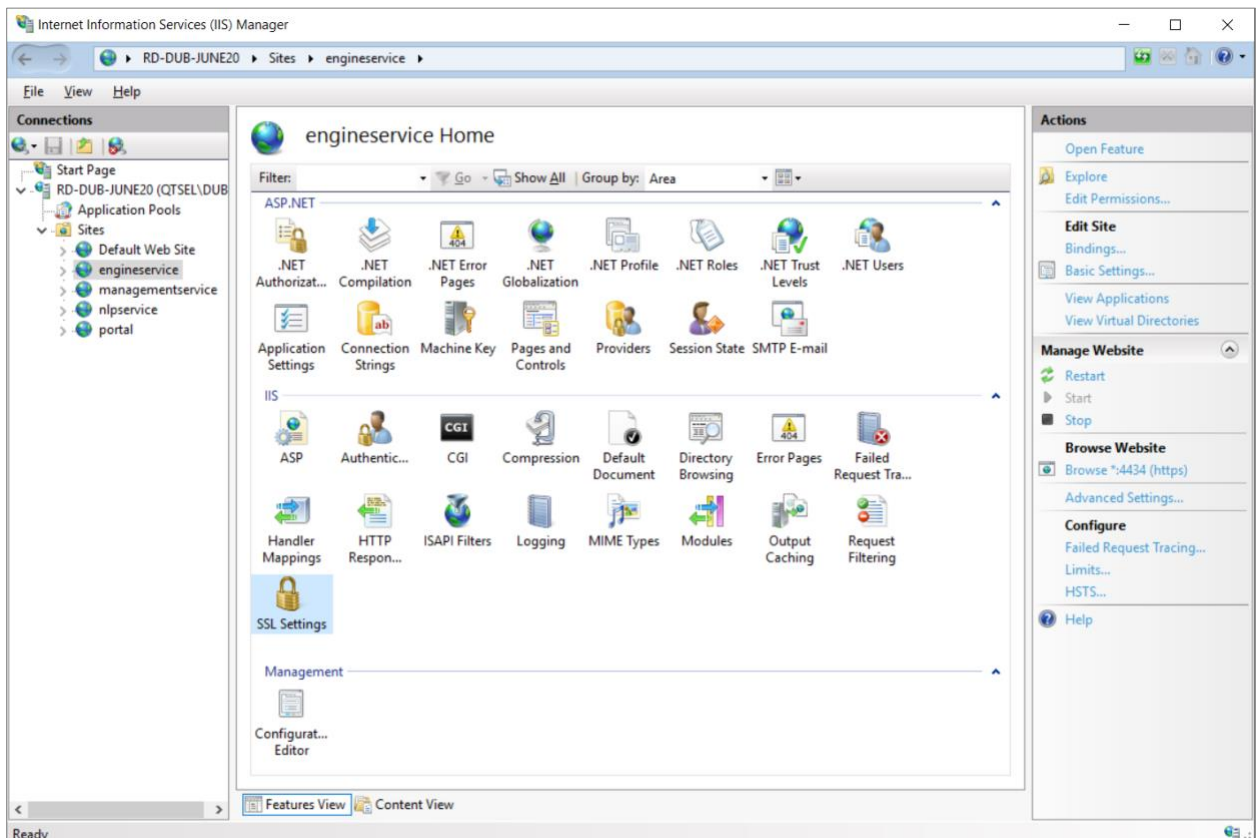 Internet Information Services (IIS) Manager
RD-DUB-JUNE20 Sites engineservice
File View Help
Connections
Start Page
RD-DUB-JUNE20 (QTSEL\DUB
Application Pools
Sites
Default Web Site
engineservice
managementservice
nlpservice
portal
engineservice Home
Filter: Go Show All Group by: Area
ASP.NET
.NET Authorizat...
.NET Compilation
404
.NET Error Pages
.NET Globalization
.NET Profile
.NET Roles
.NET Trust Levels
.NET Users
Application Settings
ab
Connection Strings
Machine Key
Pages and Controls
Providers
Session State
SMTP E-mail
IIS
ASP
Authentic...
CGI
CGI
Compression
Default Document
Directory Browsing
404
Error Pages
Failed Request Tra...
Handler Mappings
HTTP Respon...
ISAPI Filters
Logging
MIME Types
Modules
Output Caching
Request Filtering
SSL Settings
Management
Configurat... Editor
Features View Content View
Actions
Open Feature
Explore
Edit Permissions...
Edit Site
Bindings...
Basic Settings...
View Applications
View Virtual Directories
Manage Website
Restart
Start
Stop
Browse Website
Browse *:4434 (https)
Advanced Settings...
Configure
Failed Request Tracing...
Limits...
HSTS...
Help
Ready